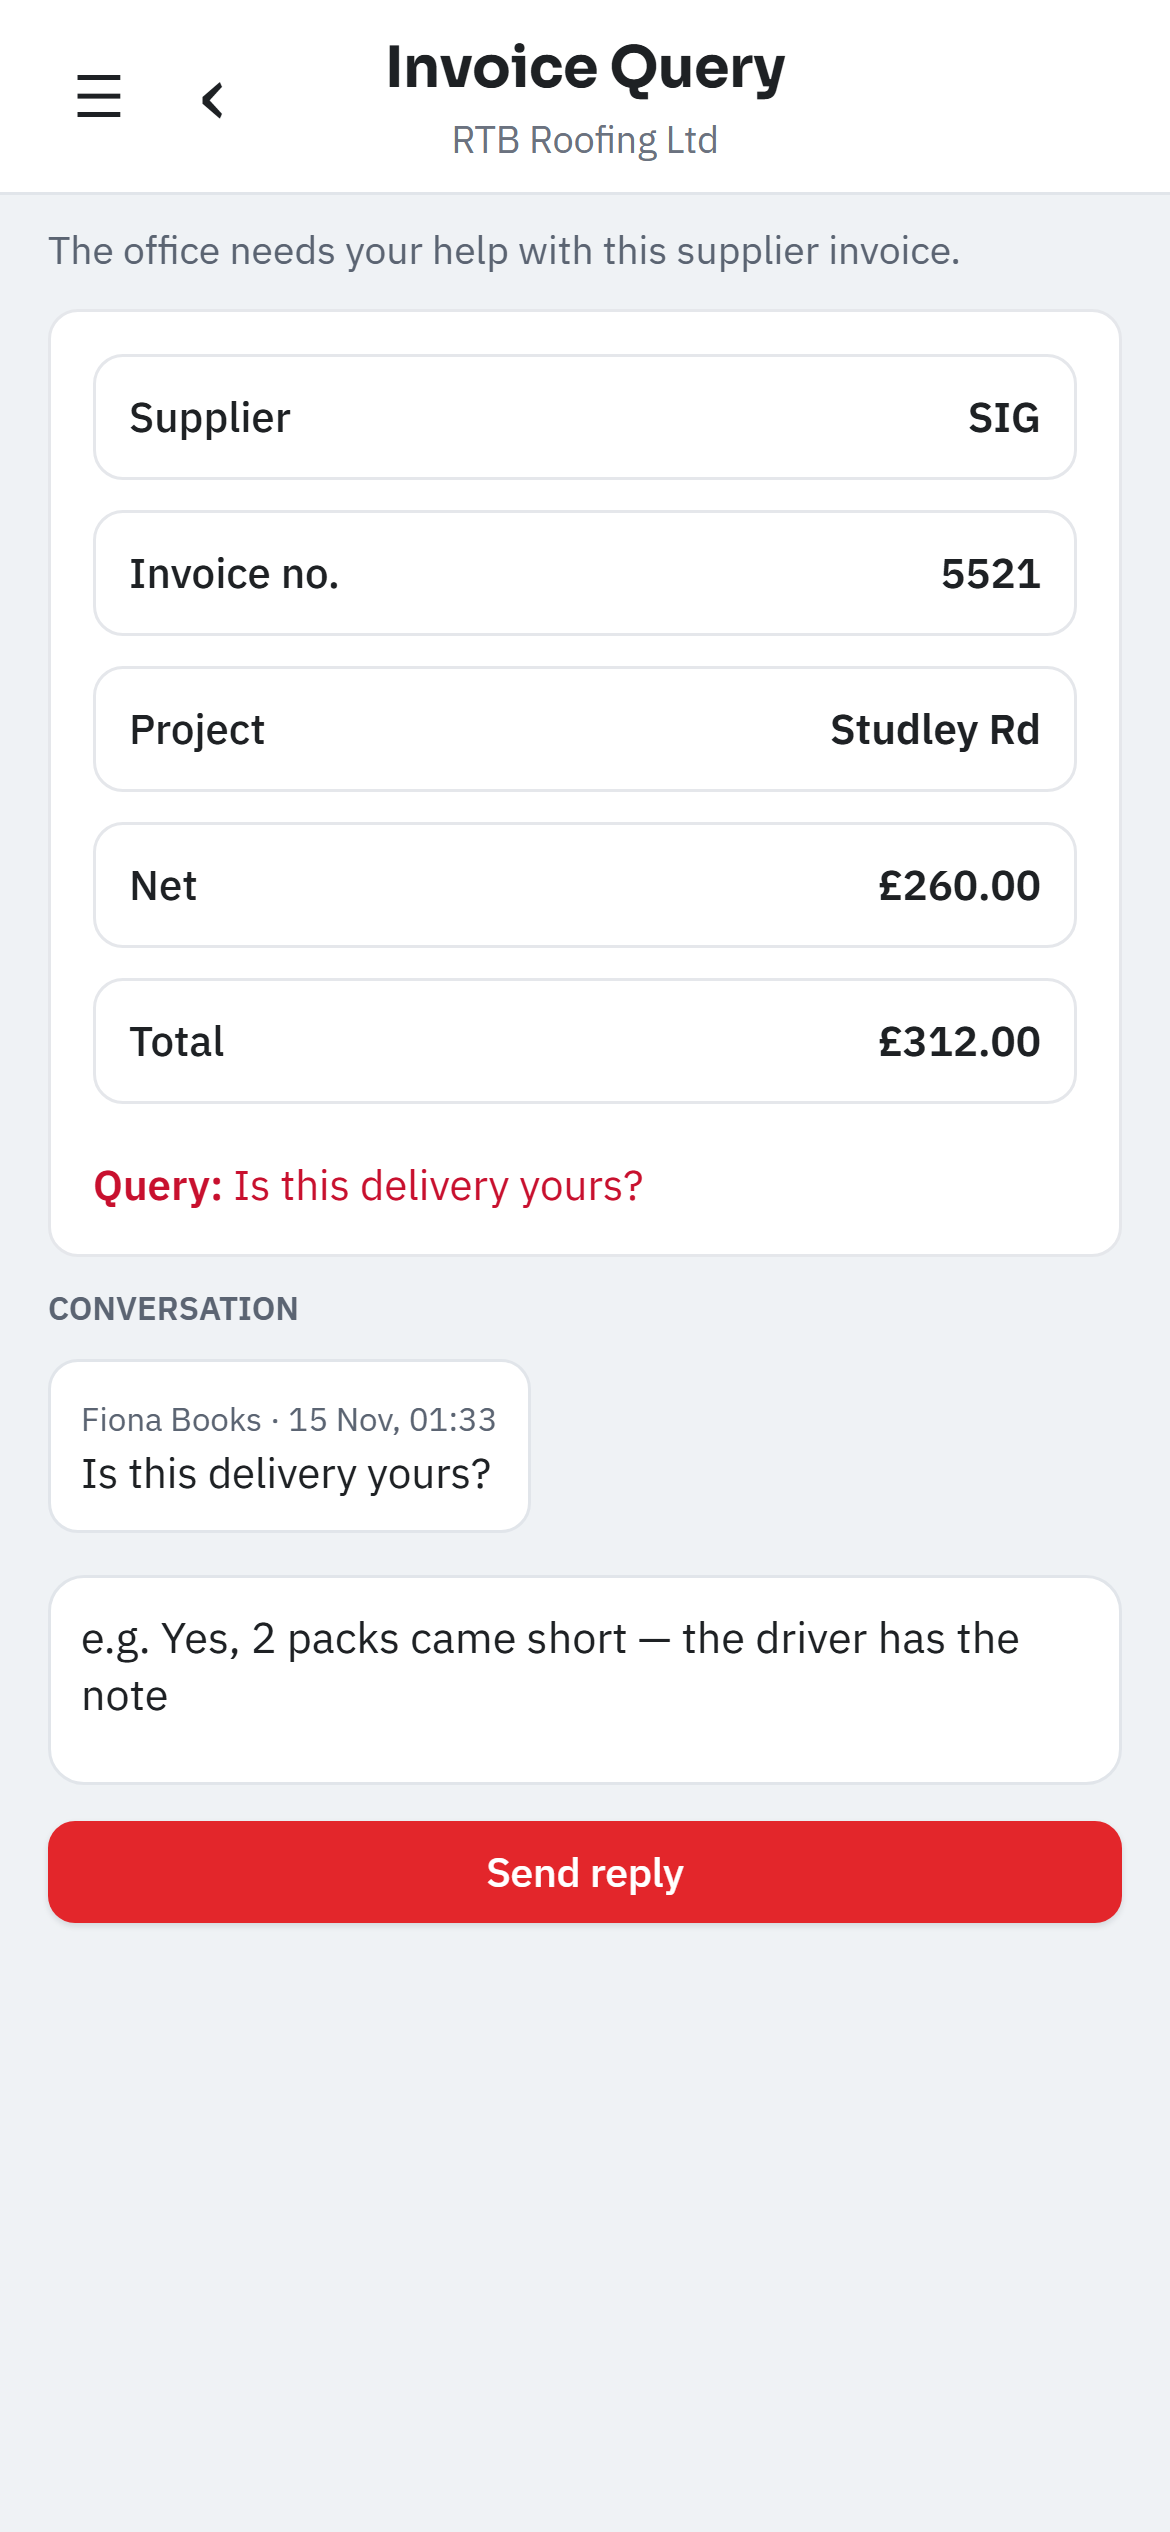 Invoice Query
RTB Roofing Ltd
The office needs your help with this supplier invoice.
Supplier SIG
Invoice no. 5521
Project Studley Rd
Net £260.00
Total £312.00
Query: Is this delivery yours?
CONVERSATION
Fiona Books · 15 Nov, 01:33
Is this delivery yours?
e.g. Yes, 2 packs came short — the driver has the
note
Send reply